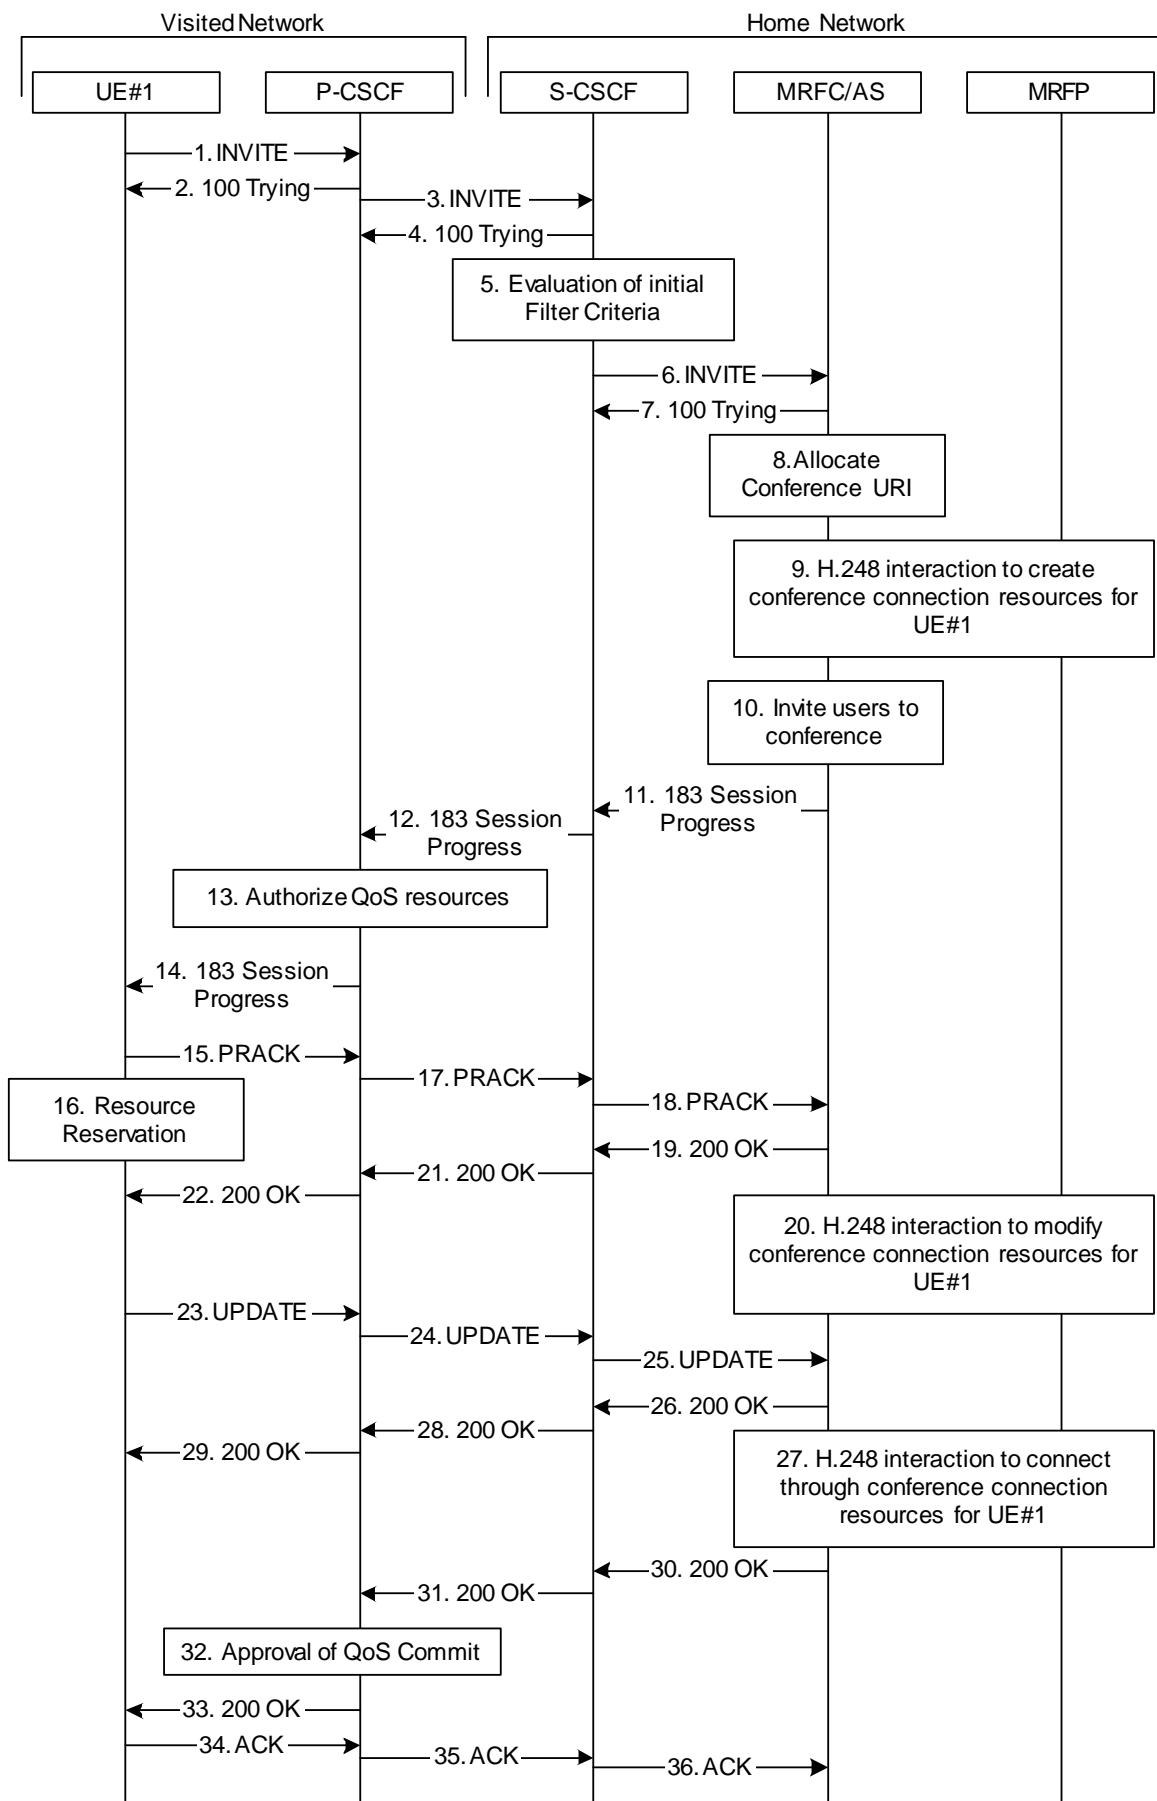 Visited Network
Home Network
UE#1
P-CSCF
S-CSCF
MRFC/AS
MRFP
1. INVITE
2. 100 Trying
3. INVITE
4. 100 Trying
5. Evaluation of initial
Filter Criteria
6. INVITE
7. 100 Trying
8. Allocate
Conference URI
9. H.248 interaction to create
conference connection resources for
UE#1
10. Invite users to
conference
11. 183 Session
Progress
12. 183 Session
Progress
13. Authorize QoS resources
14. 183 Session
Progress
15. PRACK
16. Resource
Reservation
17. PRACK
18. PRACK
19. 200 OK
21. 200 OK
22. 200 OK
20. H.248 interaction to modify
conference connection resources for
UE#1
23. UPDATE
24. UPDATE
25. UPDATE
26. 200 OK
28. 200 OK
29. 200 OK
27. H.248 interaction to connect
through conference connection
resources for UE#1
30. 200 OK
31. 200 OK
32. Approval of QoS Commit
33. 200 OK
34. ACK
35. ACK
36. ACK